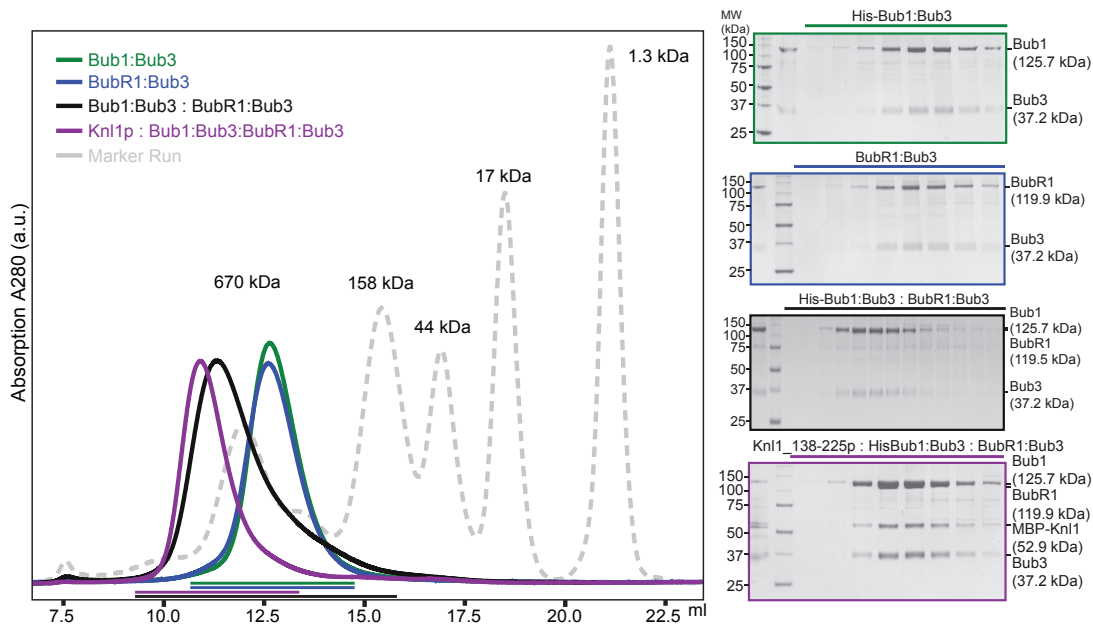 Absorption A280 (a.u.)
Bub1:Bub3
BubR1:Bub3
Bub1:Bub3 : BubR1:Bub3
Knl1p : Bub1:Bub3:BubR1:Bub3
Marker Run
670 kDa
158 kDa
44 kDa
17 kDa
1.3 kDa
7.5
10.0
12.5
15.0
17.5
20.0
22.5
ml
MW
(kDa)
His-Bub1:Bub3
150
100
75
50
37
25
Bub1
(125.7 kDa)
Bub3
(37.2 kDa)
BubR1:Bub3
150
100
75
50
37
25
BubR1
(119.9 kDa)
Bub3
(37.2 kDa)
His-Bub1:Bub3 : BubR1:Bub3
150
100
75
50
37
25
Bub1
(125.7 kDa)
BubR1
(119.5 kDa)
Bub3
(37.2 kDa)
Knl1_138-225p : HisBub1:Bub3 : BubR1:Bub3
150
100
75
50
37
25
Bub1
(125.7 kDa)
BubR1
(119.9 kDa)
MBP-Knl1
(52.9 kDa)
Bub3
(37.2 kDa)